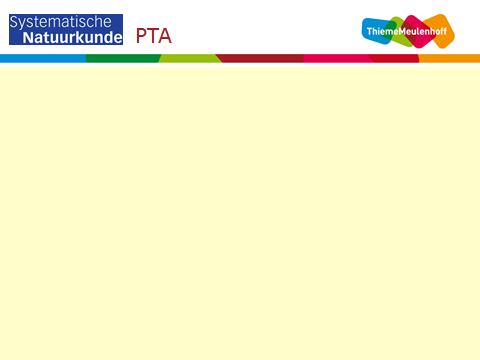 Systematische
Natuurkunde
PTA
ThiemeMeulenhoff